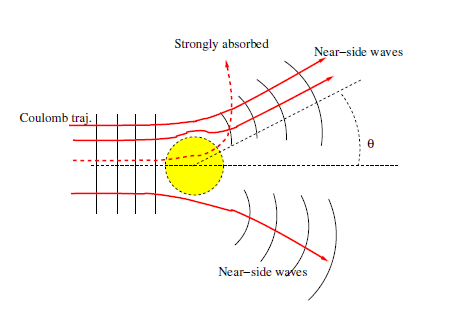 Strongly absorbed
Near−side waves
Coulomb traj.
θ
Near−side waves